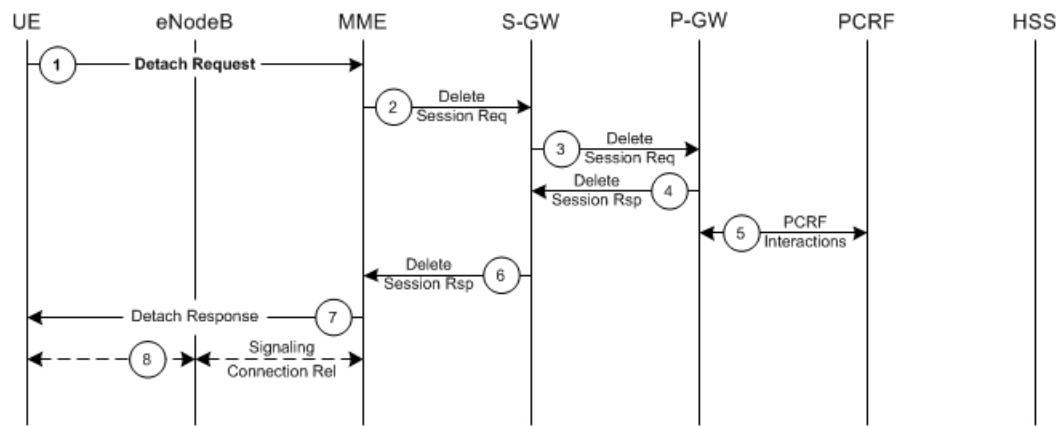 UE eNodeB MME S-GW P-GW PCRF HSS
1 Detach Request
2 Delete
Session Req
3 Delete
Session Req
Delete 4
Session Rsp
5 PCRF
Interactions
Delete 6
Session Rsp
Detach Response 7
8 Signaling
Connection Rel